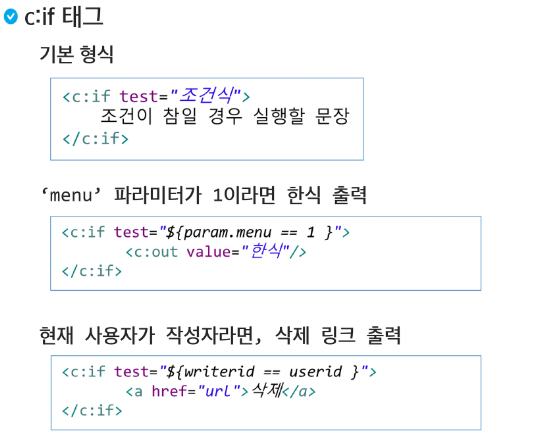 c:if 태그
기본 형식
<c:if test="조건식">
조건이 참일 경우 실행할 문장
</c:if>
‘menu’ 파라미터가 1이라면 한식 출력
<c:if test="${param.menu == 1 }">
<c:out value="한식"/>
</c:if>
현재 사용자가 작성자라면, 삭제 링크 출력
<c:if test="${writerid == userid }">
<a href="url">삭제</a>
</c:if>